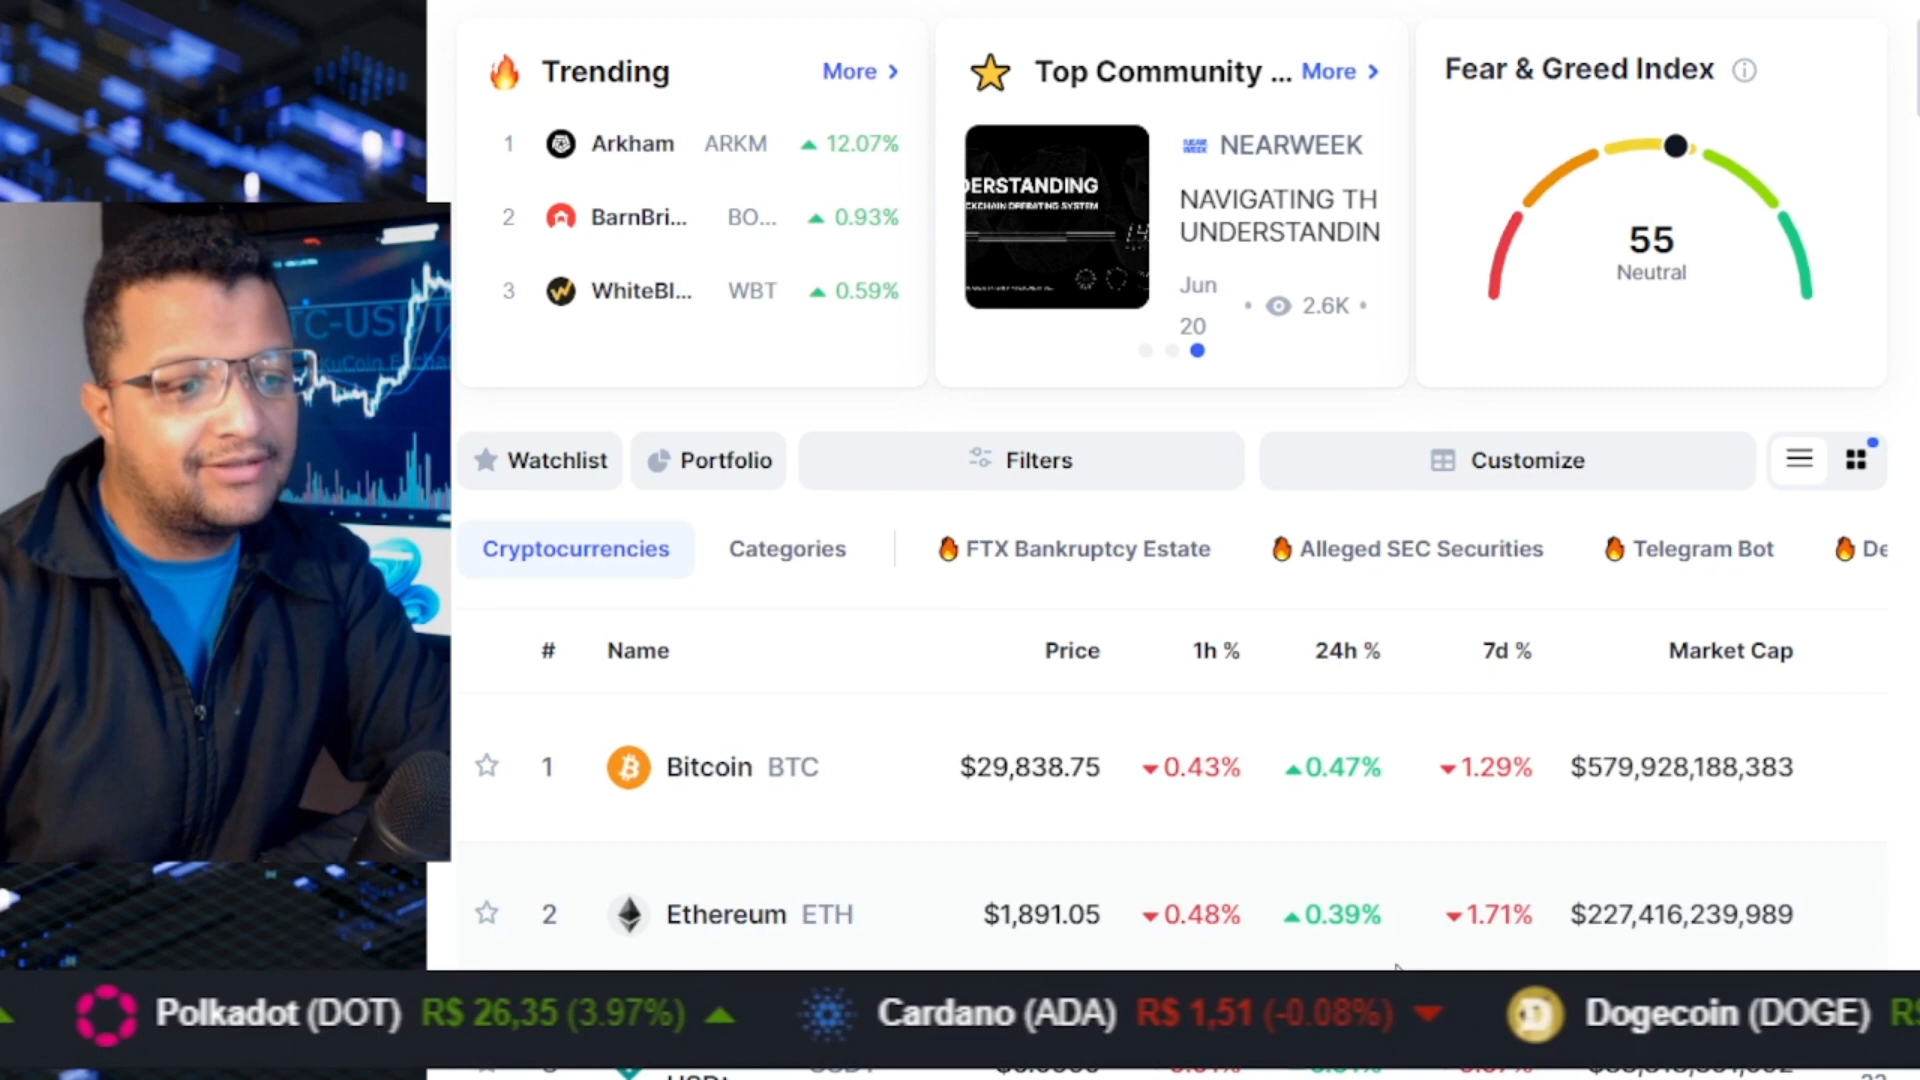 Trending More
1 Arkham ARKM 12.07%
2 BarnBri... BO... 0.93%
3 WhiteBl... WBT 0.59%
Top Community ... More
DERSTANDING
NEARWEEK
NAVIGATING TH
UNDERSTANDIN
Jun
20
2.6K
Fear & Greed Index
55
Neutral
Watchlist Portfolio Filters Customize
Cryptocurrencies Categories FTX Bankruptcy Estate Alleged SEC Securities Telegram Bot De
# Name Price 1h % 24h % 7d % Market Cap
1 Bitcoin BTC $29,838.75 0.43% 0.47% 1.29% $579,928,188,383
2 Ethereum ETH $1,891.05 0.48% 0.39% 1.71% $227,416,239,989
Polkadot (DOT) R$ 26,35 (3.97%) Cardano (ADA) R$ 1,51 (-0.08%) Dogecoin (DOGE)